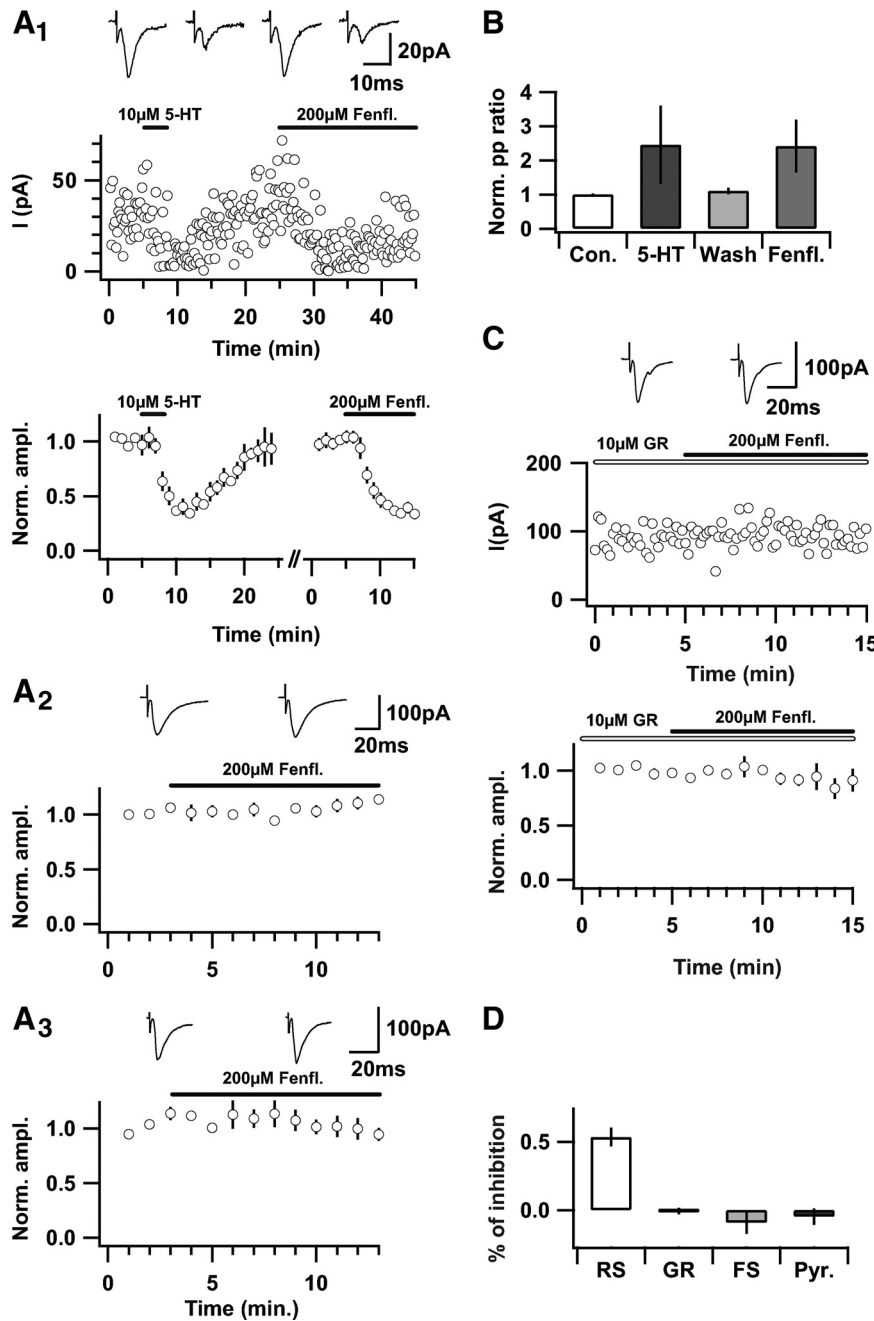 A1
20pA
10ms
10µM 5-HT
200µM Fenfl.
I (pA)
50
0
0 10 20 30 40
Time (min)
10µM 5-HT
200µM Fenfl.
Norm. ampl.
1.0
0.5
0.0
0 10 20 0 10
//
Time (min) Time (min)
A2
100pA
20ms
200µM Fenfl.
Norm. ampl.
1.0
0.5
0.0
0 5 10
A3
100pA
20ms
200µM Fenfl.
Norm. ampl.
1.0
0.5
0.0
0 5 10
Time (min.)
B
Norm. pp ratio
4
3
2
1
0
Con. 5-HT Wash Fenfl.
C
100pA
20ms
10µM GR 200µM Fenfl.
I(pA)
200
100
0
0 5 10 15
Time (min)
10µM GR 200µM Fenfl.
Norm. ampl.
1.0
0.5
0.0
0 5 10 15
Time (min)
D
% of inhibition
0.5
0.0
RS GR FS Pyr.